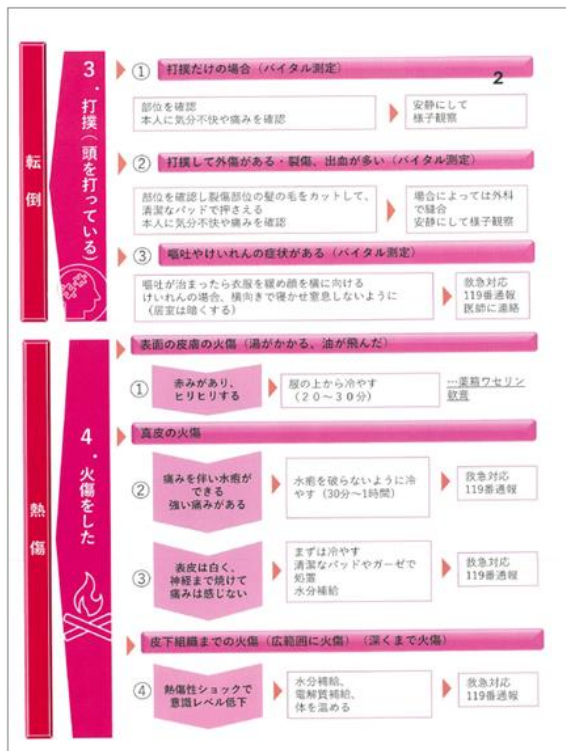 2
転倒
3．打撲（頭を打っている）
① 打撲だけの場合（バイタル測定）
部位を確認
本人に気分不快や痛みを確認
安静にして
様子観察
② 打撲して外傷がある・裂傷、出血が多い（バイタル測定）
部位を確認し裂傷部位の髪の毛をカットして、
清潔なパッドで押さえる
本人に気分不快や痛みを確認
場合によっては外科
で縫合
安静にして様子観察
③ 嘔吐やけいれんの症状がある（バイタル測定）
嘔吐が治まったら衣服を緩め顔を横に向ける
けいれんの場合、横向きで寝かせ窒息しないように
（居室は暗くする）
救急対応
119番通報
医師に連絡
熱傷
4．火傷をした
表面の皮膚の火傷（湯がかかる、油が飛んだ）
① 赤みがあり、
ヒリヒリする
服の上から冷やす
（２０～３０分）
…薬箱ワセリン
軟膏
真皮の火傷
② 痛みを伴い水疱が
できる
強い痛みがある
水疱を破らないように冷
やす（30分～1時間）
救急対応
119番通報
③ 表皮は白く、
神経まで焼けて
痛みは感じない
まずは冷やす
清潔なパッドやガーゼで
処置
水分補給
救急対応
119番通報
皮下組織までの火傷（広範囲に火傷）（深くまで火傷）
④ 熱傷性ショックで
意識レベル低下
水分補給、
電解質補給、
体を温める
救急対応
119番通報